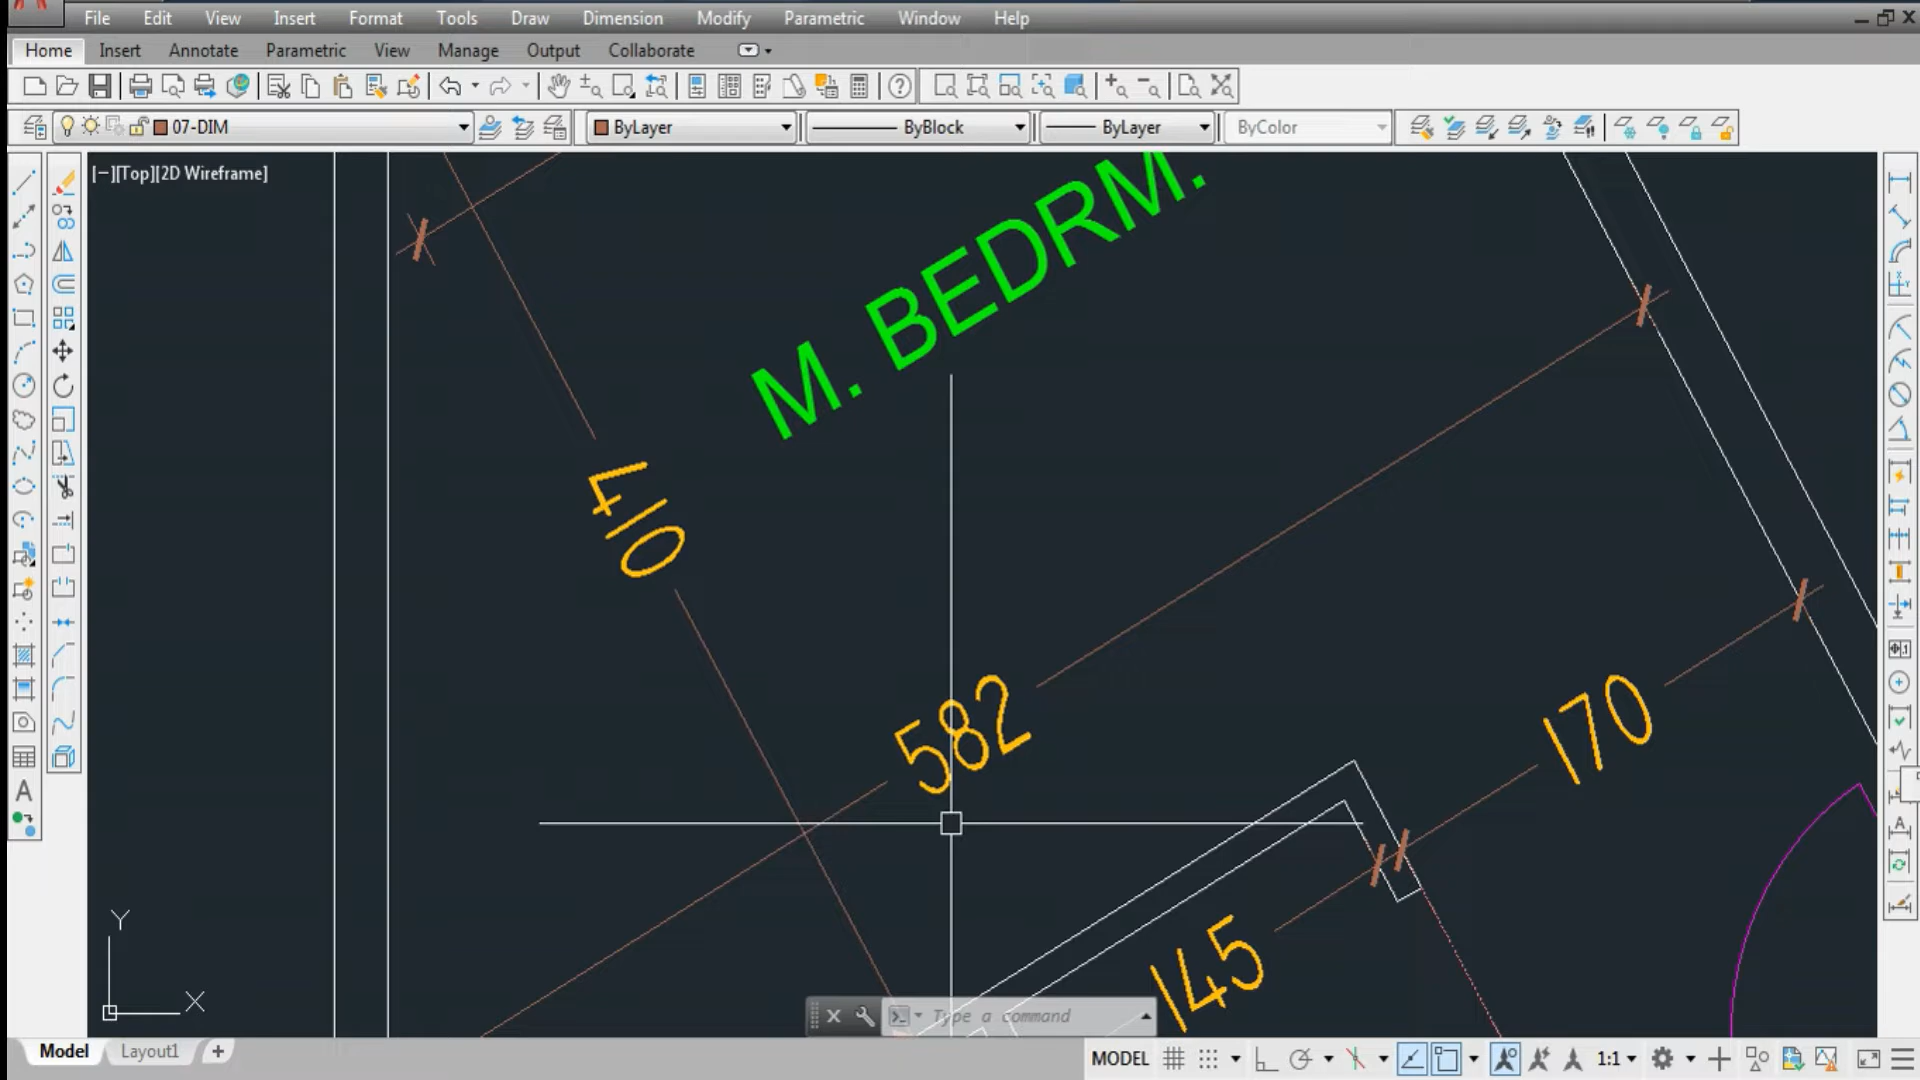 File Edit View Insert Format Tools Draw Dimension Modify Parametric Window Help
Home Insert Annotate Parametric View Manage Output Collaborate
07-DIM ByLayer ByBlock ByLayer ByColor
[−][Top][2D Wireframe]
M. BEDRM.
582
170
145
Y
X
Type a command
Model Layout1 +
MODEL 1:1